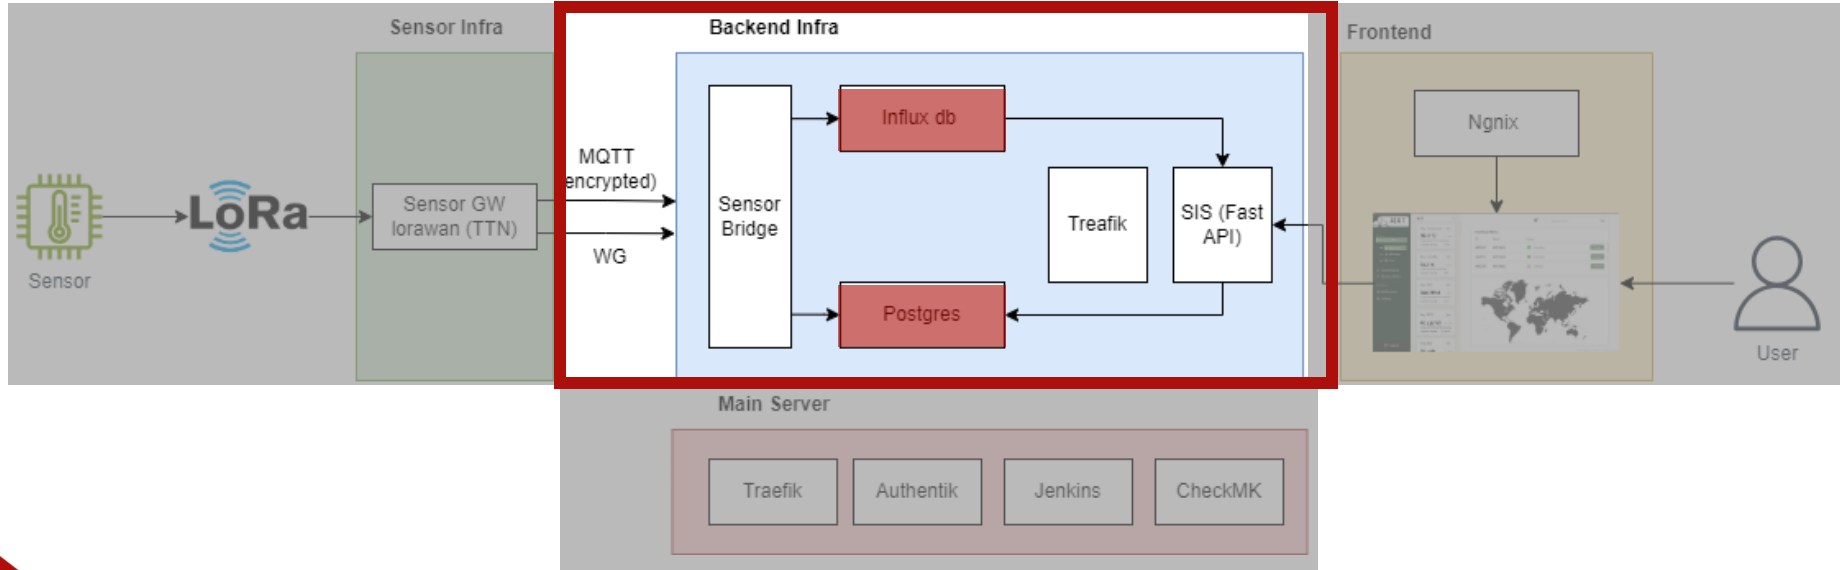 Sensor Infra
Backend Infra
Frontend
Influx db
Ngnix
MQTT
encrypted)
Sensor
Bridge
Treafik
SIS (Fast
API)
LoRa
Sensor GW
lorawan (TTN)
WG
Sensor
Postgres
User
Main Server
Traefik
Authentik
Jenkins
CheckMK